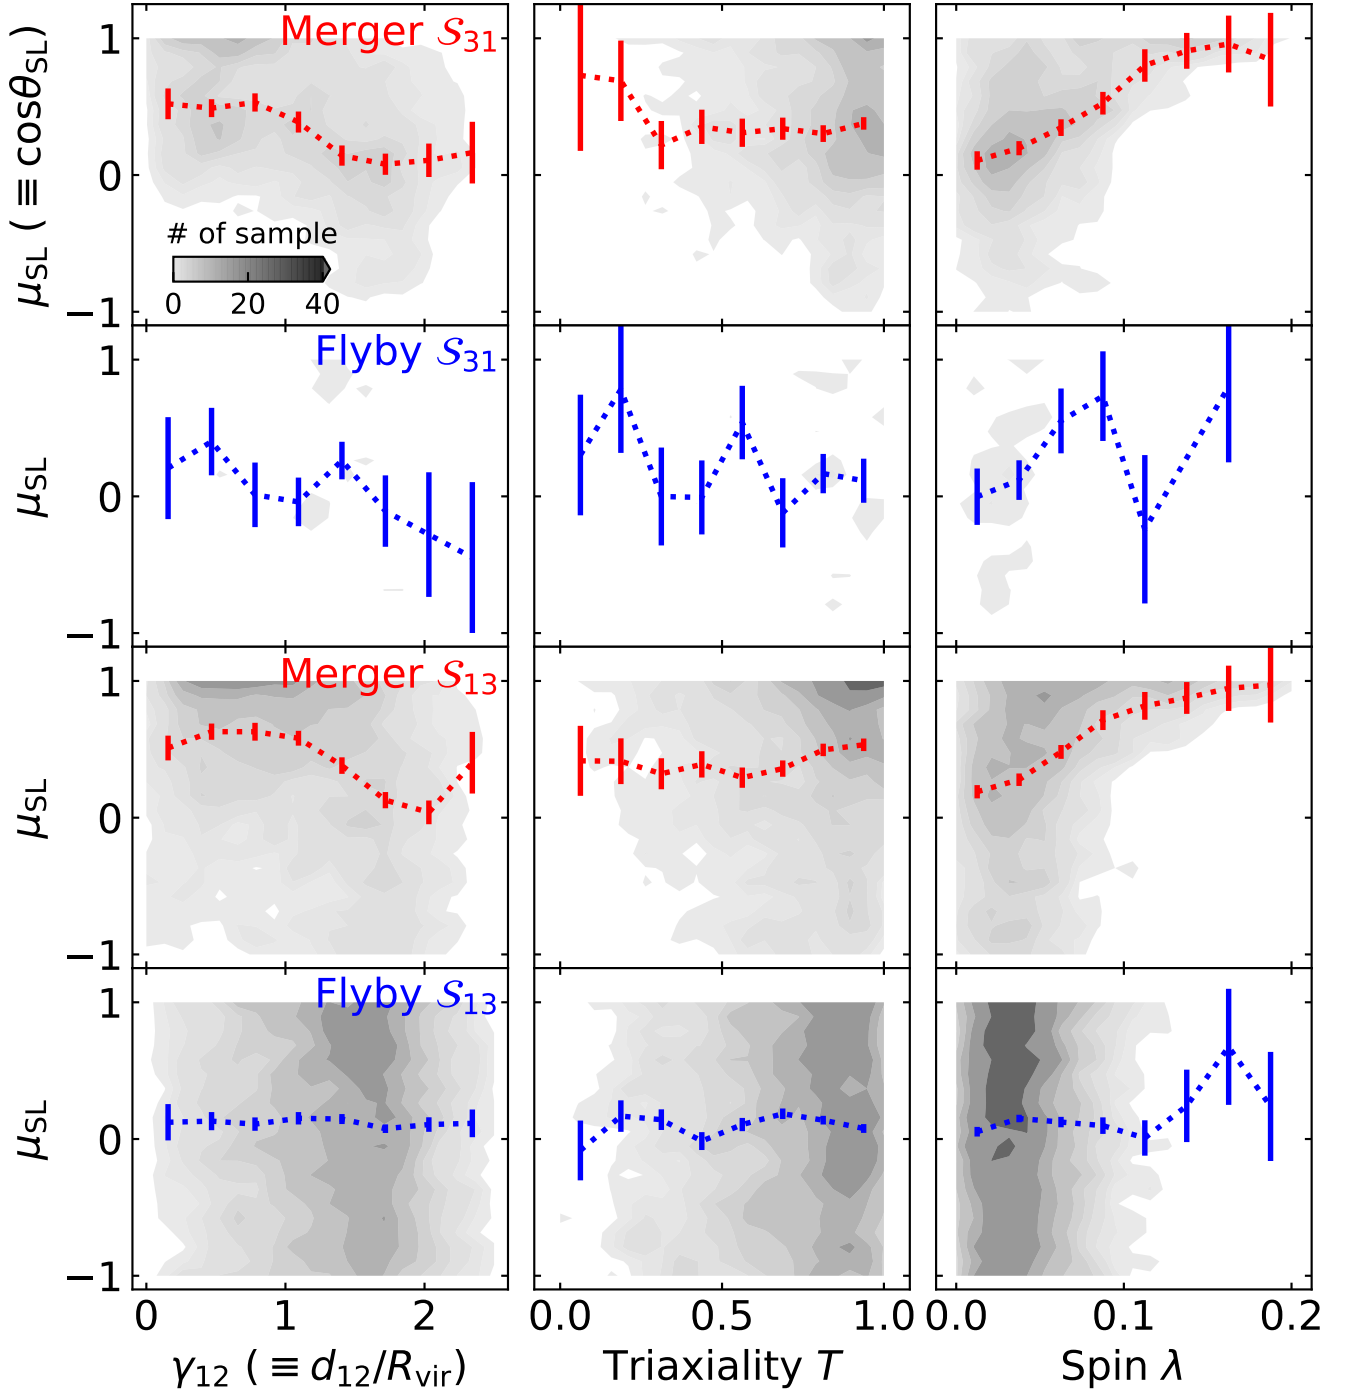 Merger S31
1
0
−1
μSL (≡ cosθSL)
# of sample
0 20 40
Flyby S31
1
0
−1
μSL
Merger S13
1
0
−1
μSL
Flyby S13
1
0
−1
μSL
0 1 2
0.0 0.5 1.0
0.0 0.1 0.2
γ12 (≡ d12/Rvir)
Triaxiality T
Spin λ